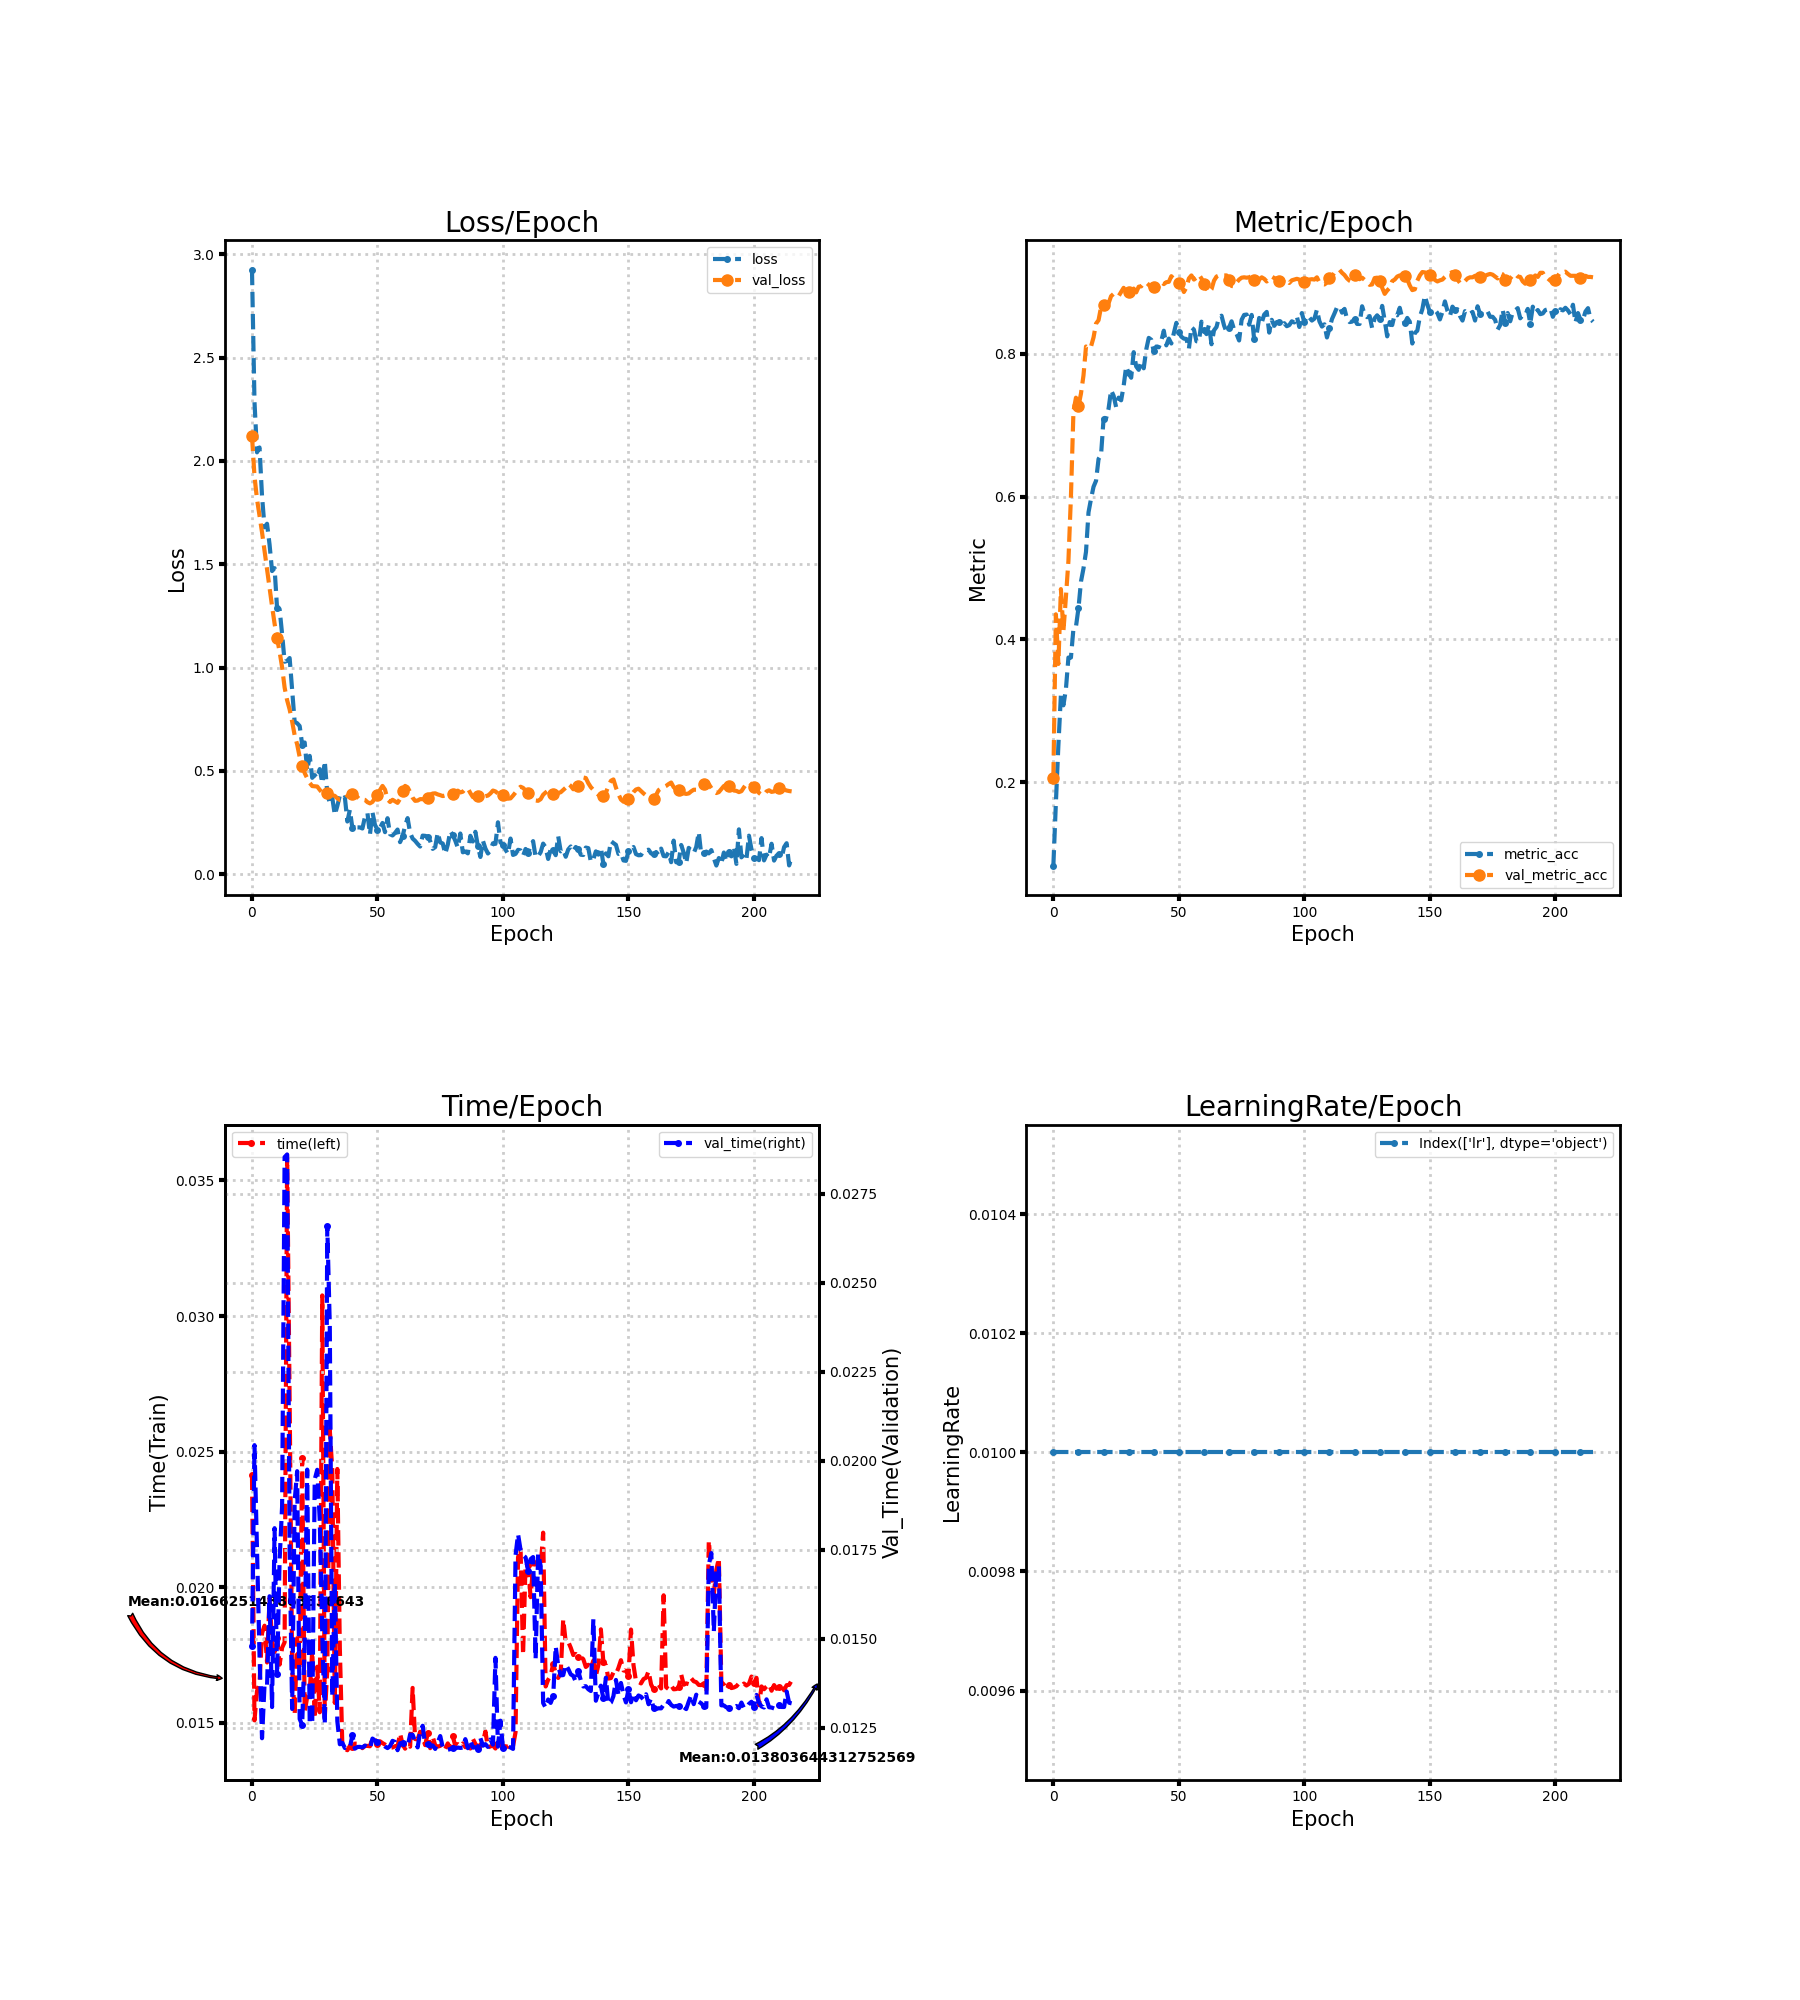 Loss/Epoch
3.0
2.5
2.0
1.5
1.0
0.5
0.0
Loss
loss
val_loss
0 50 100 150 200
Epoch
Metric/Epoch
0.8
0.6
0.4
0.2
Metric
metric_acc
val_metric_acc
0 50 100 150 200
Epoch
Time/Epoch
time(left)
val_time(right)
0.035
0.030
0.025
0.020
0.015
Time(Train)
0.0275
0.0250
0.0225
0.0200
0.0175
0.0150
0.0125
Val_Time(Validation)
Mean:0.013803644312752569
0 50 100 150 200
Epoch
LearningRate/Epoch
Index(['lr'], dtype='object')
0.0104
0.0102
0.0100
0.0098
0.0096
LearningRate
0 50 100 150 200
Epoch